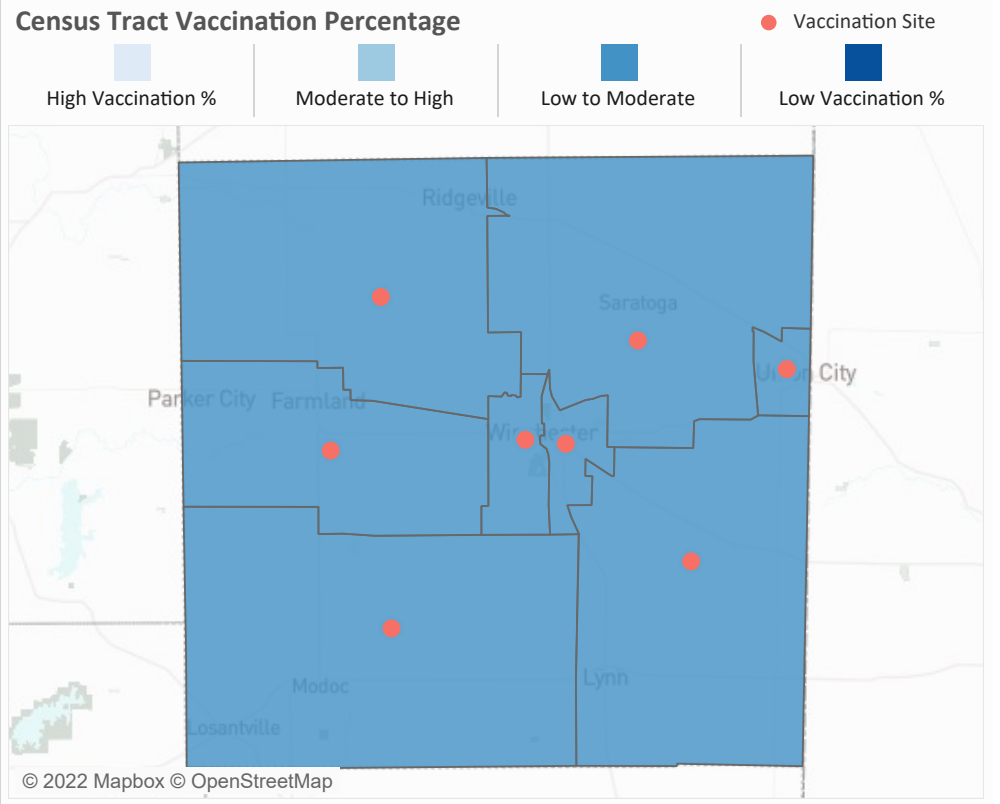 Census Tract Vaccination Percentage
Vaccination Site
High Vaccination %
Moderate to High
Low to Moderate
Low Vaccination %
Ridgeville
Saratoga
Union City
Parker City
Farmland
Winchester
Modoc
Lynn
Losantville
© 2022 Mapbox © OpenStreetMap